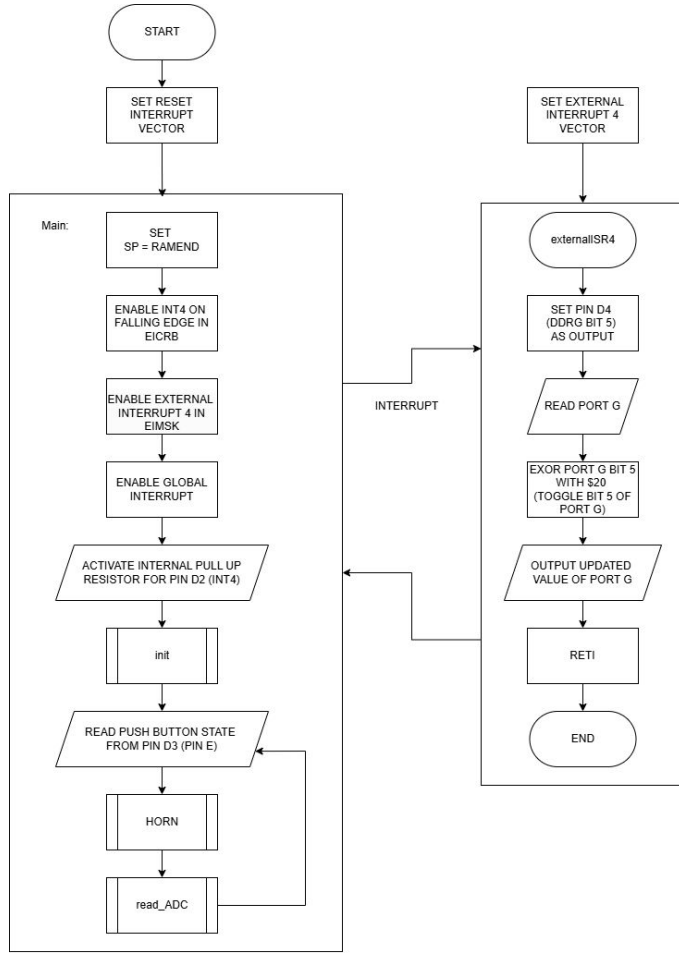 START
SET RESET
INTERRUPT
VECTOR
Main:
SET
SP = RAMEND
ENABLE INT4 ON
FALLING EDGE IN
EICRB
ENABLE EXTERNAL
INTERRUPT 4 IN
EIMSK
ENABLE GLOBAL
INTERRUPT
ACTIVATE INTERNAL PULL UP
RESISTOR FOR PIN D2 (INT4)
init
READ PUSH BUTTON STATE
FROM PIN D3 (PIN E)
HORN
read_ADC
INTERRUPT
SET EXTERNAL
INTERRUPT 4
VECTOR
externalISR4
SET PIN D4
(DDRG BIT 5)
AS OUTPUT
READ PORT G
EXOR PORT G BIT 5
WITH $20
(TOGGLE BIT 5 OF
PORT G)
OUTPUT UPDATED
VALUE OF PORT G
RETI
END